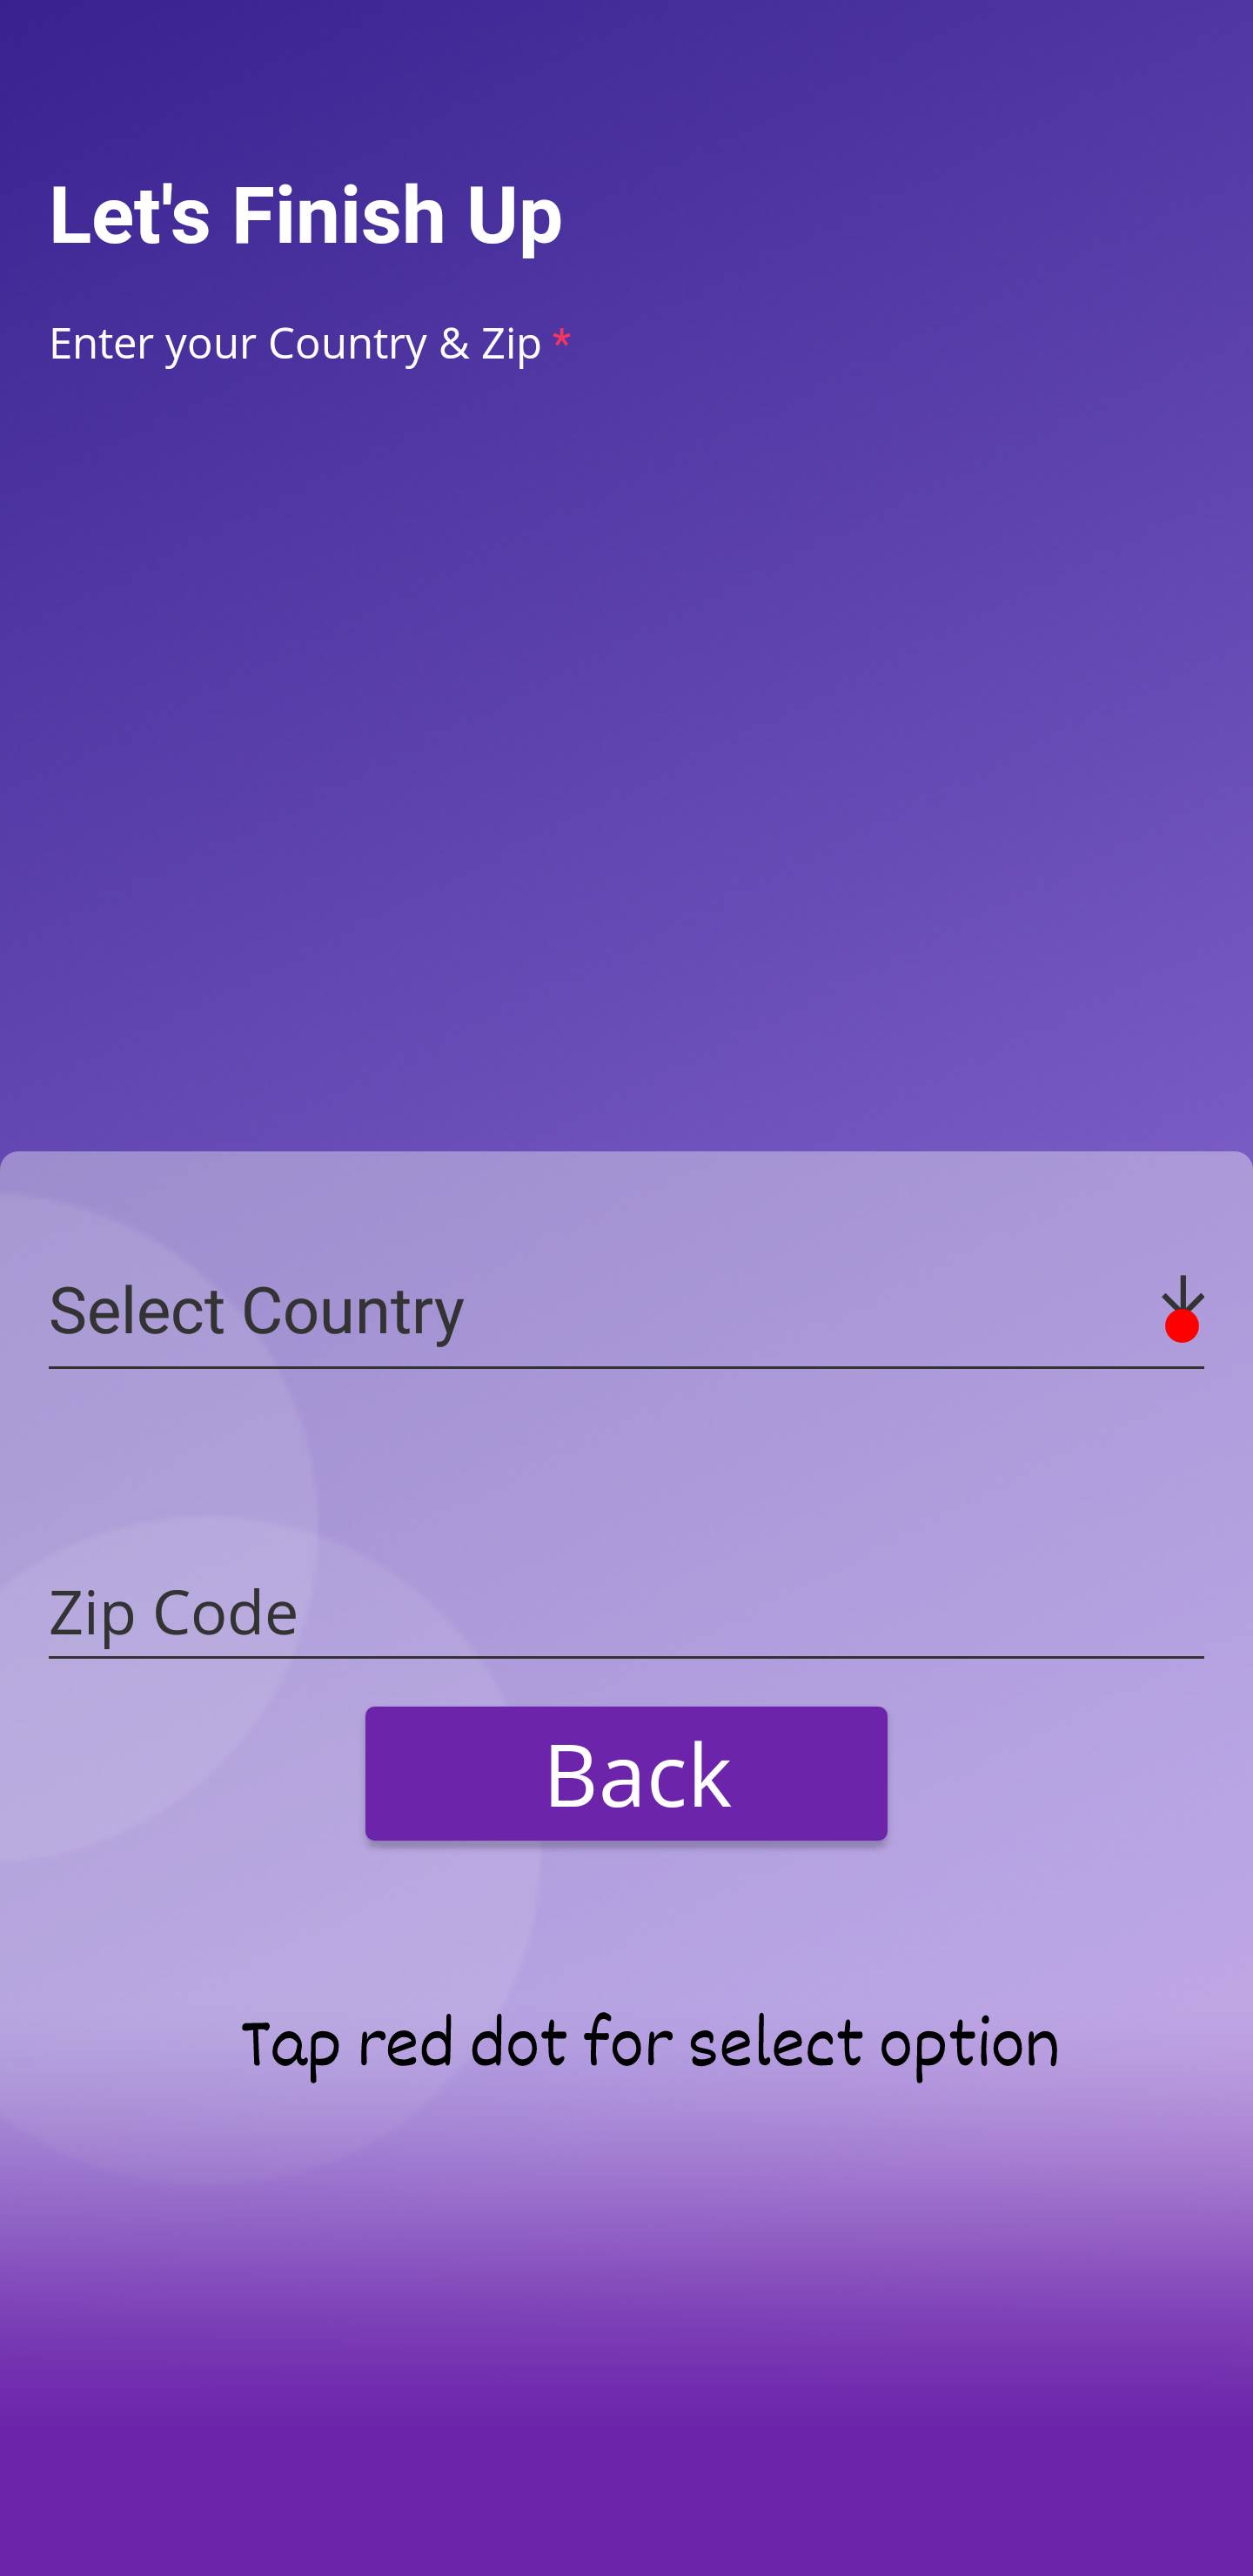 Let's Finish Up
Enter your Country & Zip *
Select Country
Zip Code
Back
Tap red dot for select option